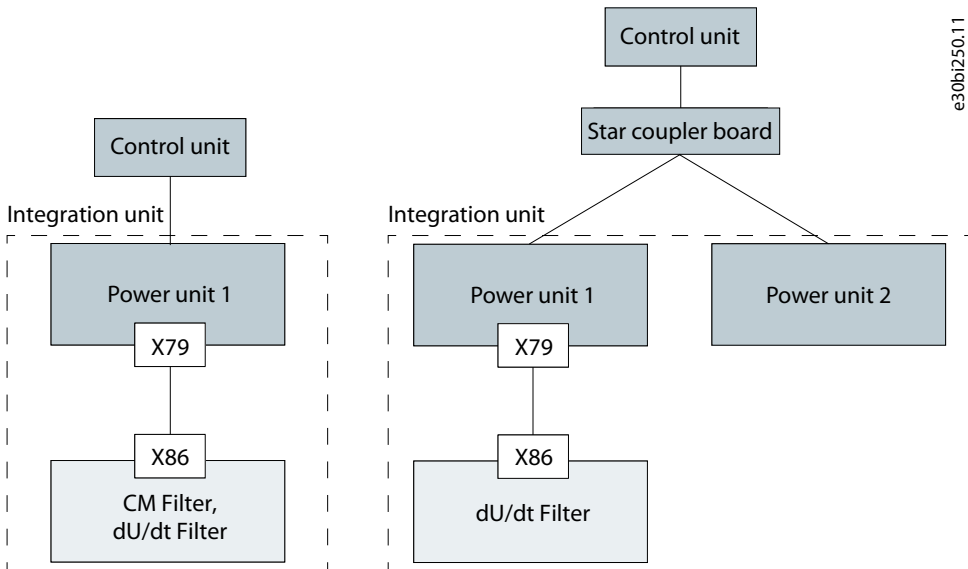 Control unit
Integration unit
Power unit 1
X79
X86
CM Filter,
dU/dt Filter
Control unit
Star coupler board
Integration unit
Power unit 1
Power unit 2
X79
X86
dU/dt Filter
e30bi250.11